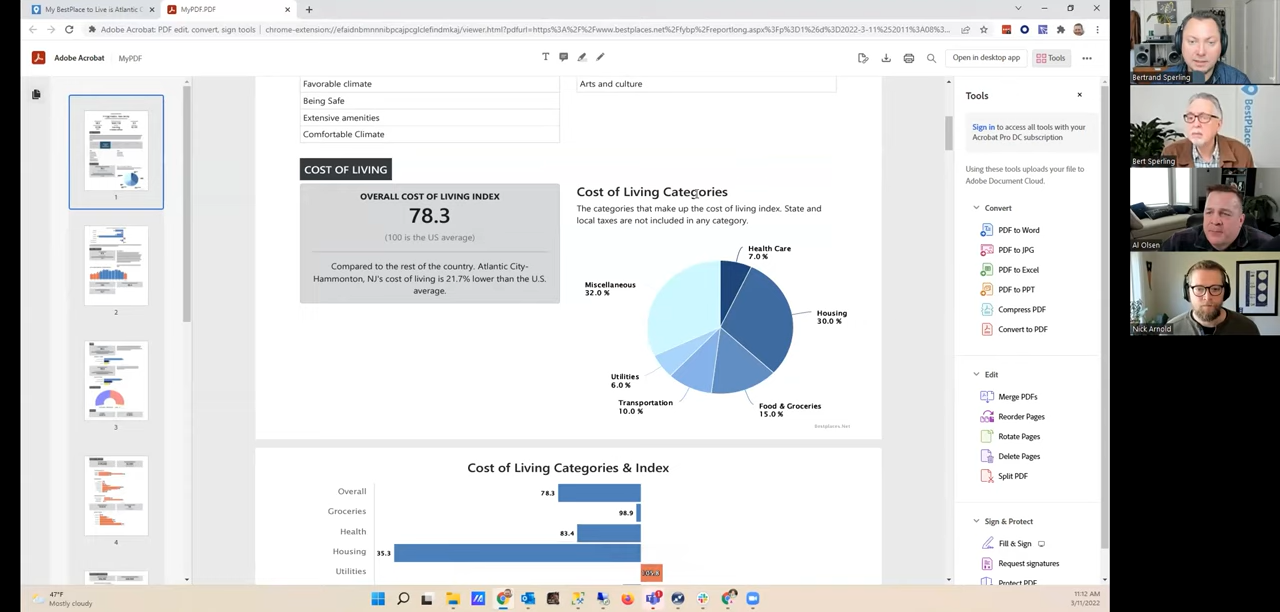 My BestPlace to Live is Atlantic C
MyPDF.PDF
Adobe Acrobat: PDF edit, convert, sign tools
Adobe Acrobat
MyPDF
Open in desktop app
Tools
1
2
3
4
Favorable climate
Being Safe
Extensive amenities
Comfortable Climate
Arts and culture
COST OF LIVING
OVERALL COST OF LIVING INDEX
78.3
(100 is the US average)
Compared to the rest of the country. Atlantic City-
Hammonton, NJ's cost of living is 21.7% lower than the U.S.
average.
Cost of Living Categories
The categories that make up the cost of living index. State and
local taxes are not included in any category.
Health Care
7.0 %
Miscellaneous
32.0 %
Housing
30.0 %
Utilities
6.0 %
Transportation
10.0 %
Food & Groceries
15.0 %
Bestplaces.Net
Cost of Living Categories & Index
Overall
78.3
Groceries
98.9
Health
83.4
Housing
35.3
Utilities
Tools
Sign in to access all tools with your
Acrobat Pro DC subscription
Using these tools uploads your file to
Adobe Document Cloud.
Convert
PDF to Word
PDF to JPG
PDF to Excel
PDF to PPT
Compress PDF
Convert to PDF
Edit
Merge PDFs
Reorder Pages
Rotate Pages
Delete Pages
Split PDF
Sign & Protect
Fill & Sign
Request signatures
Protect PDF
Bertrand Sperling
BestPlaces
Bert Sperling
Al Olsen
Nick Arnold
47°F
Mostly cloudy
11:12 AM
3/11/2022